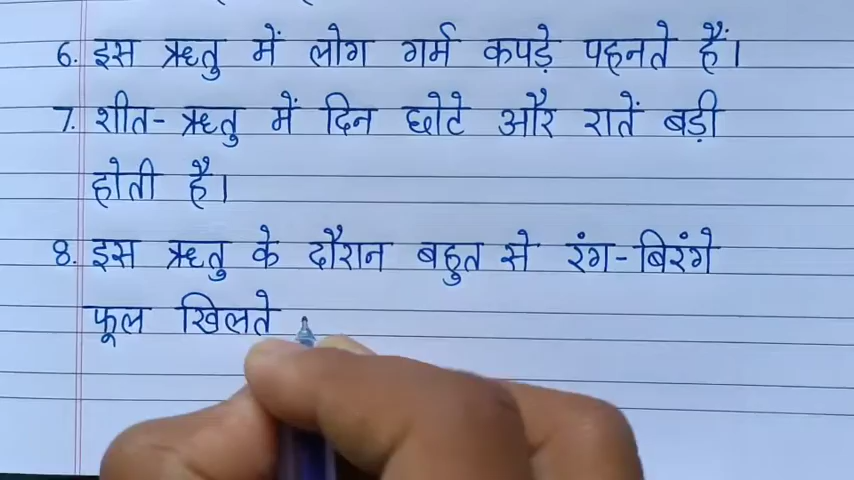 6. इस ऋतु में लोग गर्म कपड़े पहनते हैं।
7. शीत-ऋतु में दिन छोटे और रातें बड़ी
होती है।
8. इस ऋतु के दौरान बहुत से रंग-बिरंगे
फूल खिलते